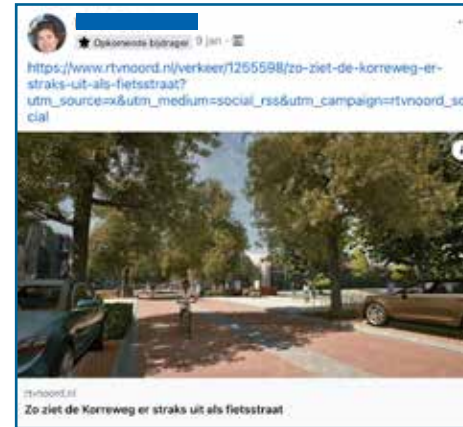 Opkomende bijdrager 9 jan ·
https://www.rtvnoord.nl/verkeer/1255598/zo-ziet-de-korreweg-er-
straks-uit-als-fietsstraat?
utm_source=x&utm_medium=social_rss&utm_campaign=rtvnoord_so
cial
rtvnoord.nl
Zo ziet de Korreweg er straks uit als fietsstraat